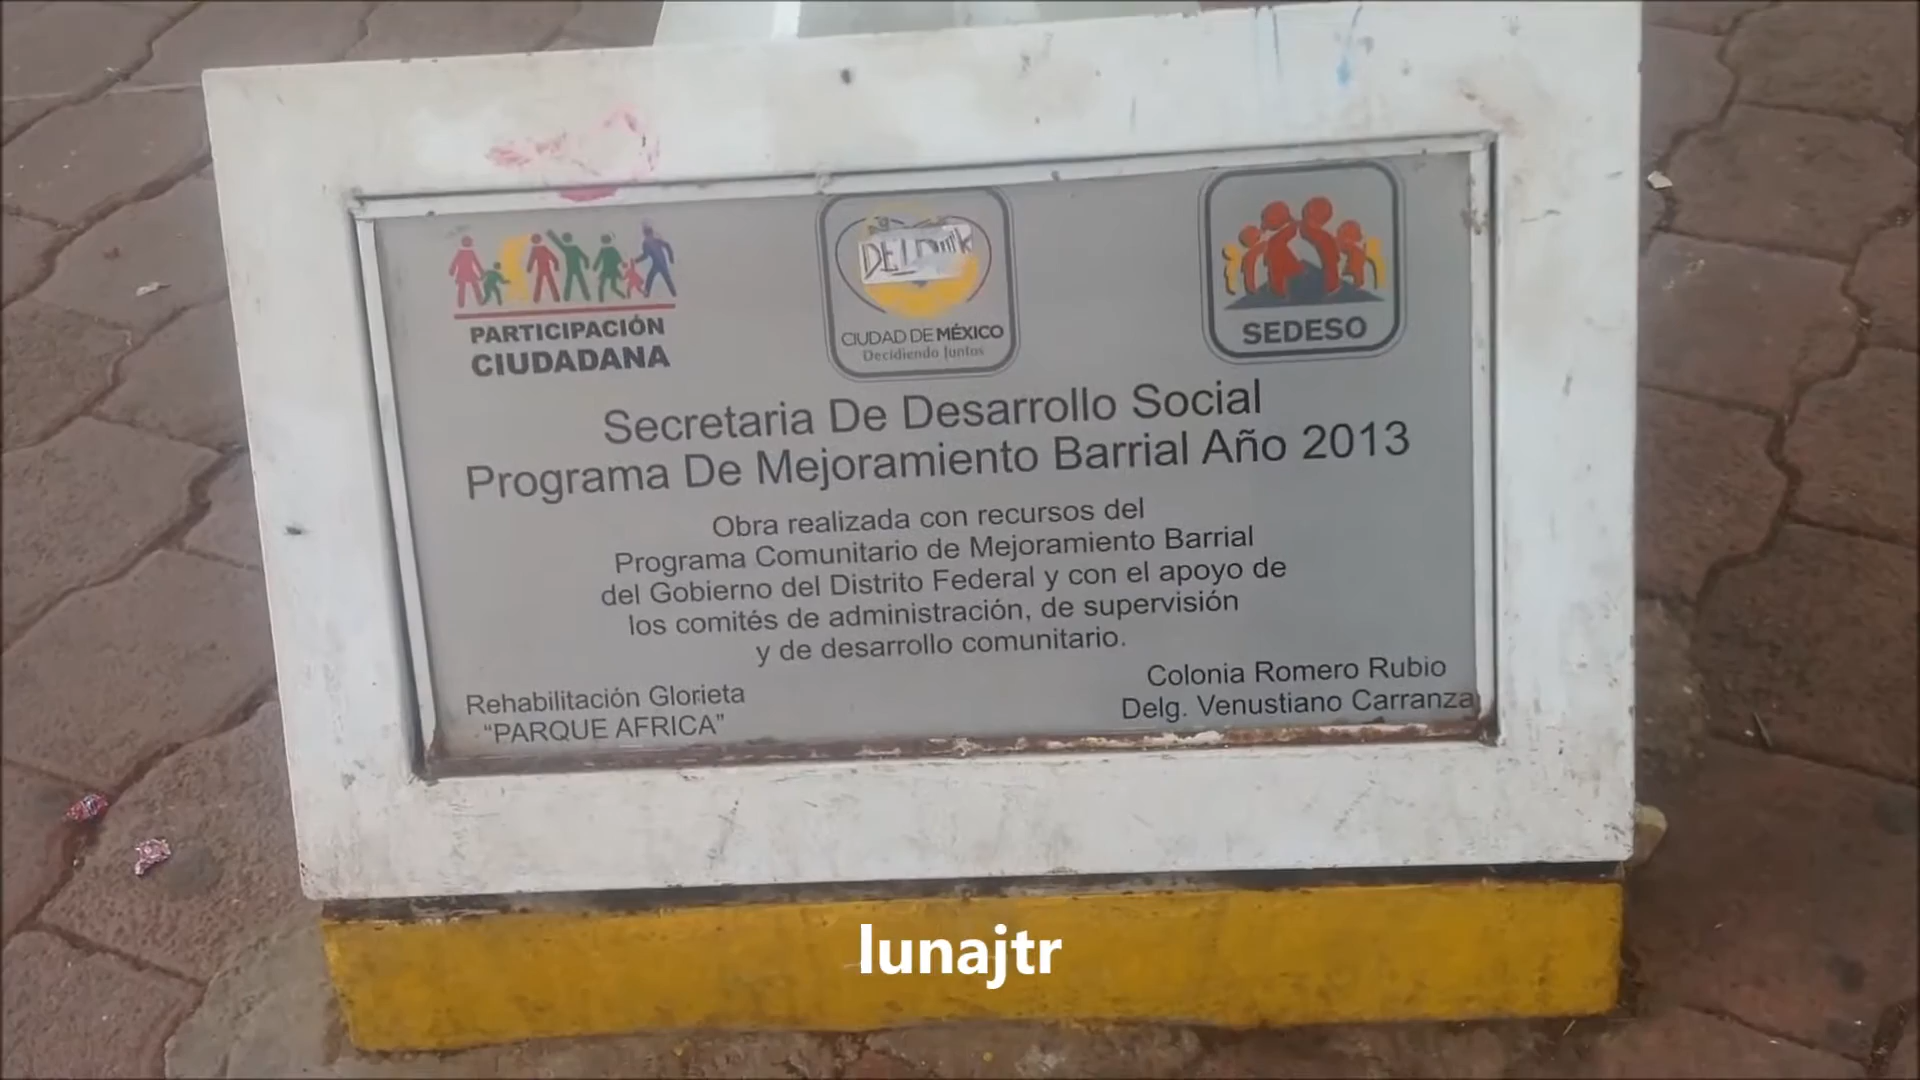 PARTICIPACIÓN
CIUDADANA
CIUDAD DE MÉXICO
Decidiendo Juntos
SEDESO
Secretaria De Desarrollo Social
Programa De Mejoramiento Barrial Año 2013
Obra realizada con recursos del
Programa Comunitario de Mejoramiento Barrial
del Gobierno del Distrito Federal y con el apoyo de
los comités de administración, de supervisión
y de desarrollo comunitario.
Rehabilitación Glorieta
"PARQUE AFRICA"
Colonia Romero Rubio
Delg. Venustiano Carranza
lunajtr